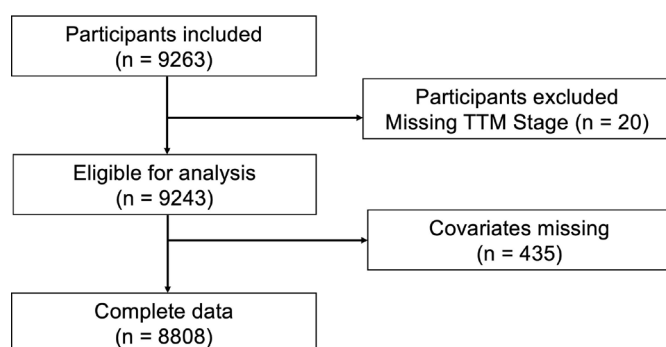 Participants included
(n = 9263)
Participants excluded
Missing TTM Stage (n = 20)
Eligible for analysis
(n = 9243)
Covariates missing
(n = 435)
Complete data
(n = 8808)